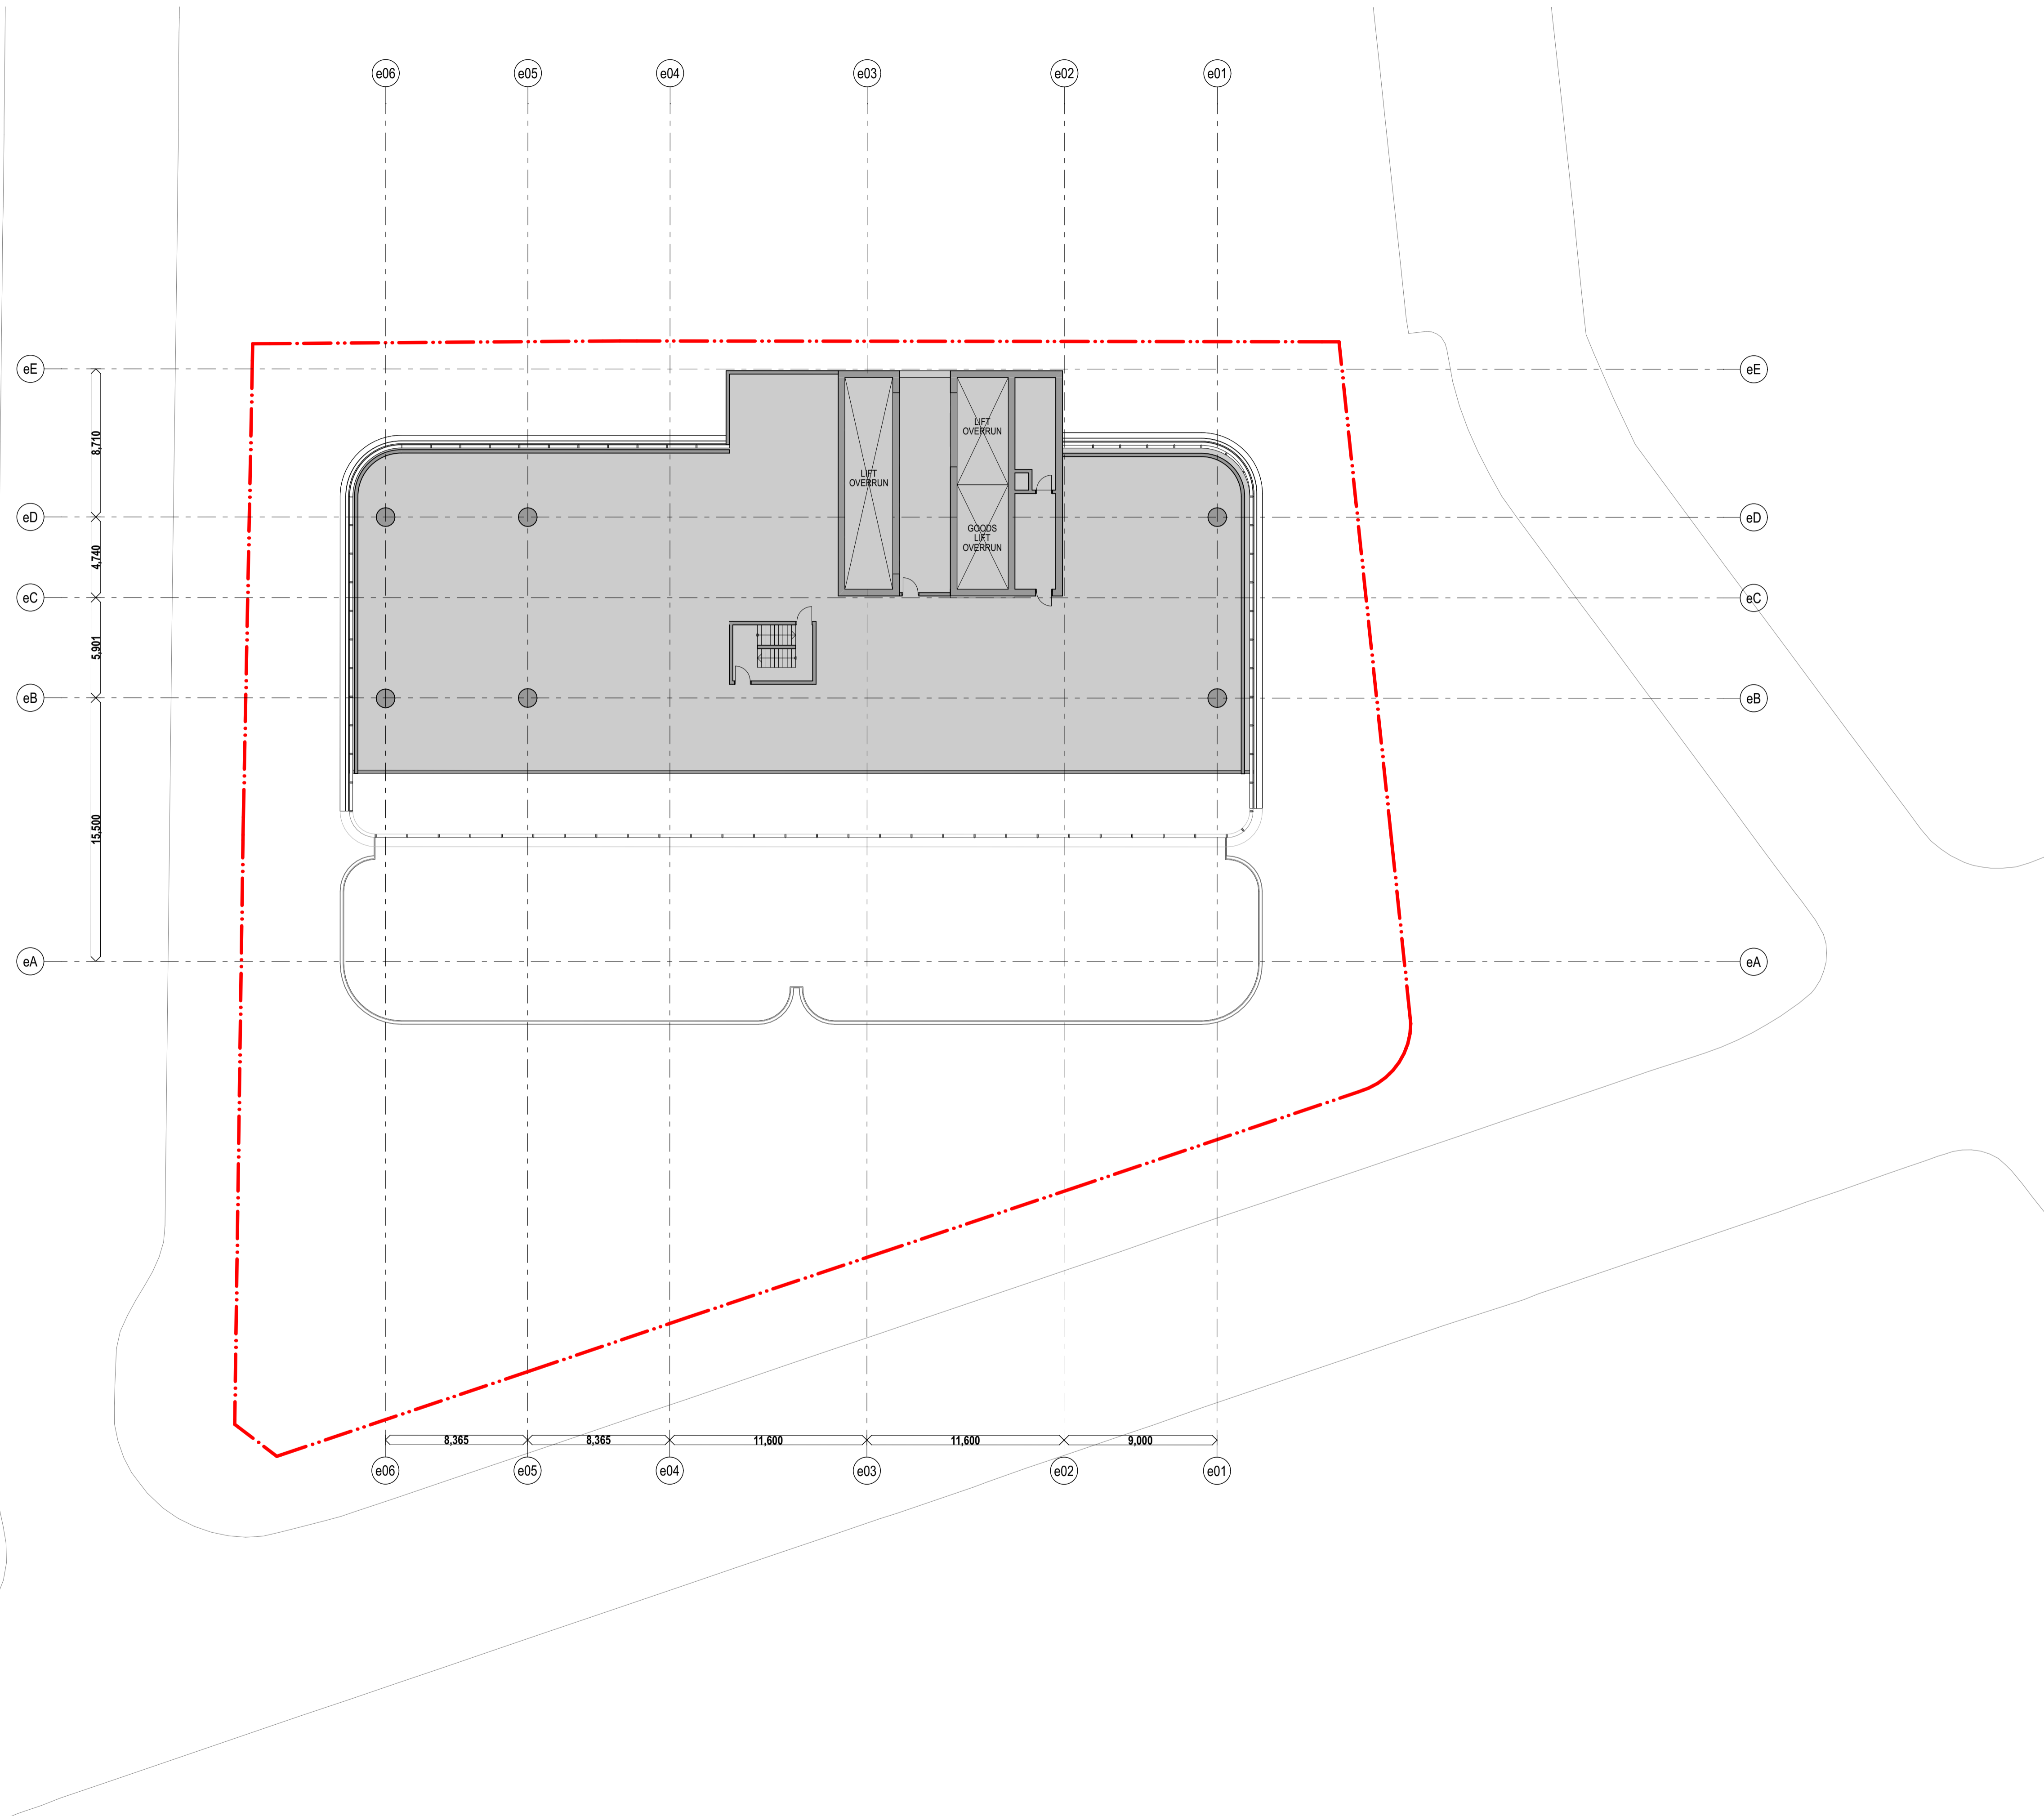 e06 e05 e04 e03 e02 e01
eE eE
8,710
LIFT
OVERRUN
LIFT
OVERRUN
eD eD
GOODS
LIFT
OVERRUN
4,740
eC eC
5,901
eB eB
15,500
eA eA
8,365 8,365 11,600 11,600 9,000
e06 e05 e04 e03 e02 e01